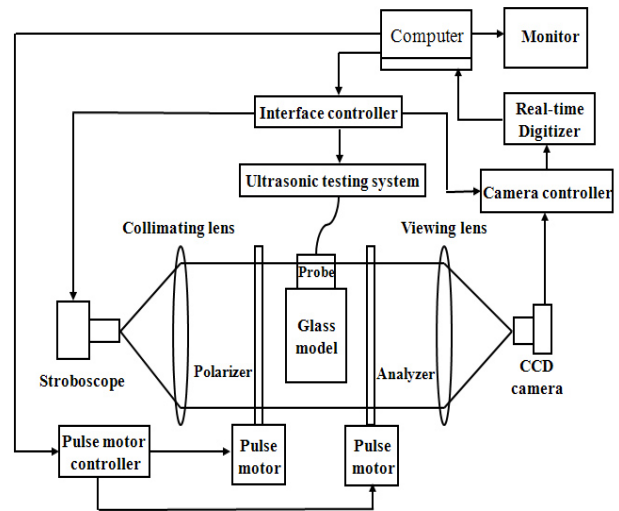 Computer
Monitor
Interface controller
Real-time
Digitizer
Ultrasonic testing system
Camera controller
Collimating lens
Viewing lens
Probe
Glass
model
Polarizer
Analyzer
Stroboscope
CCD
camera
Pulse motor
controller
Pulse
motor
Pulse
motor